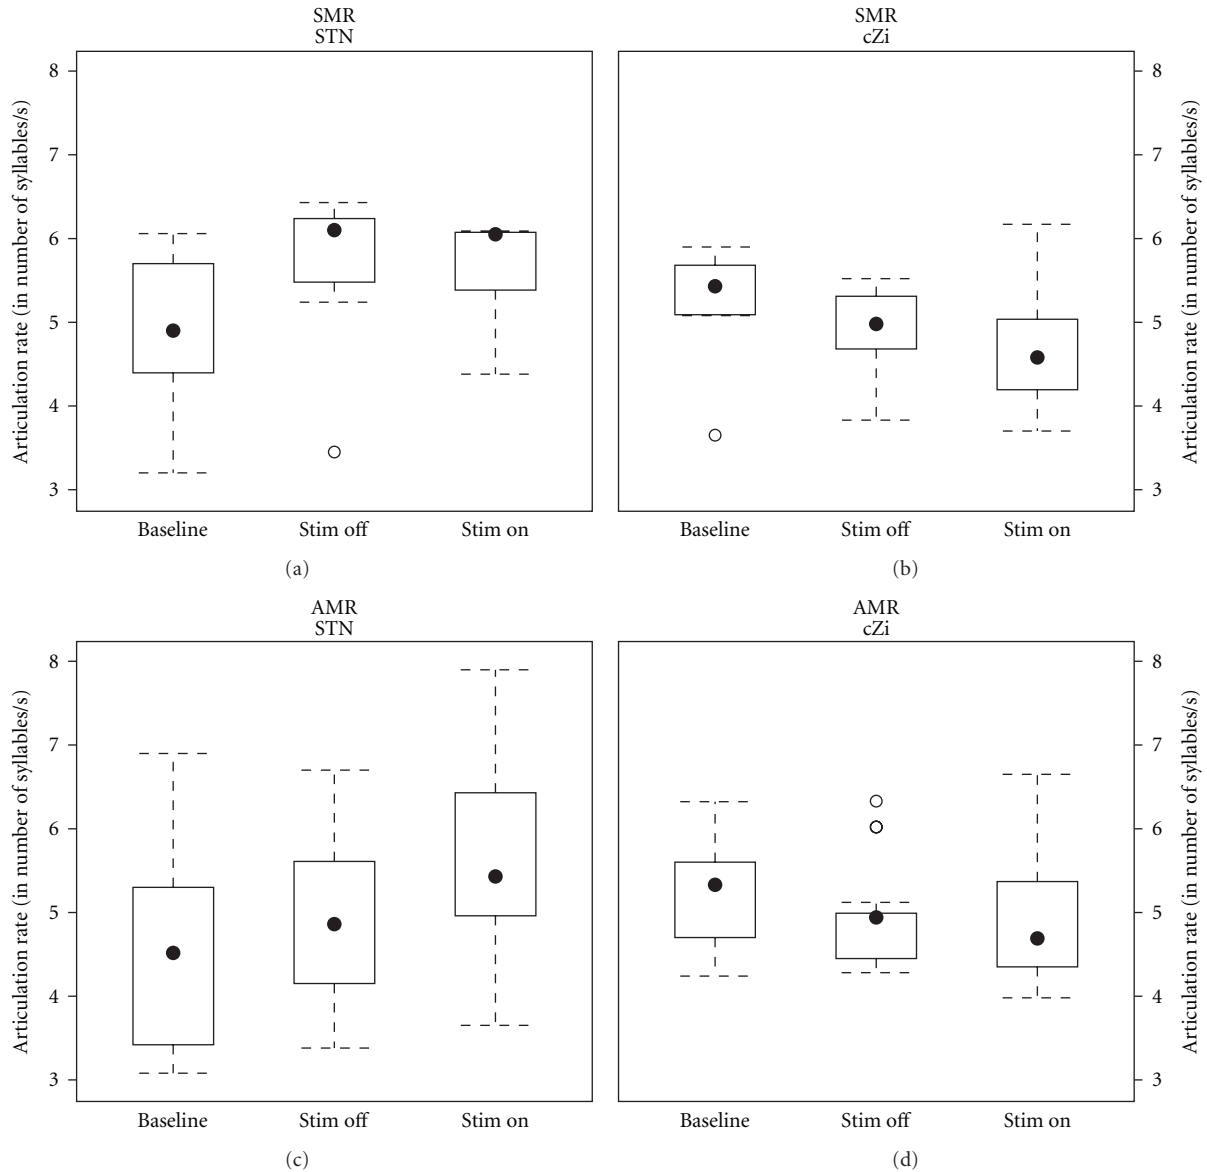 SMR
STN
8
7
6
5
4
3
Articulation rate (in number of syllables/s)
Baseline Stim off Stim on
(a)
SMR
cZi
8
7
6
5
4
3
Articulation rate (in number of syllables/s)
Baseline Stim off Stim on
(b)
AMR
STN
8
7
6
5
4
3
Articulation rate (in number of syllables/s)
Baseline Stim off Stim on
(c)
AMR
cZi
8
7
6
5
4
3
Articulation rate (in number of syllables/s)
Baseline Stim off Stim on
(d)